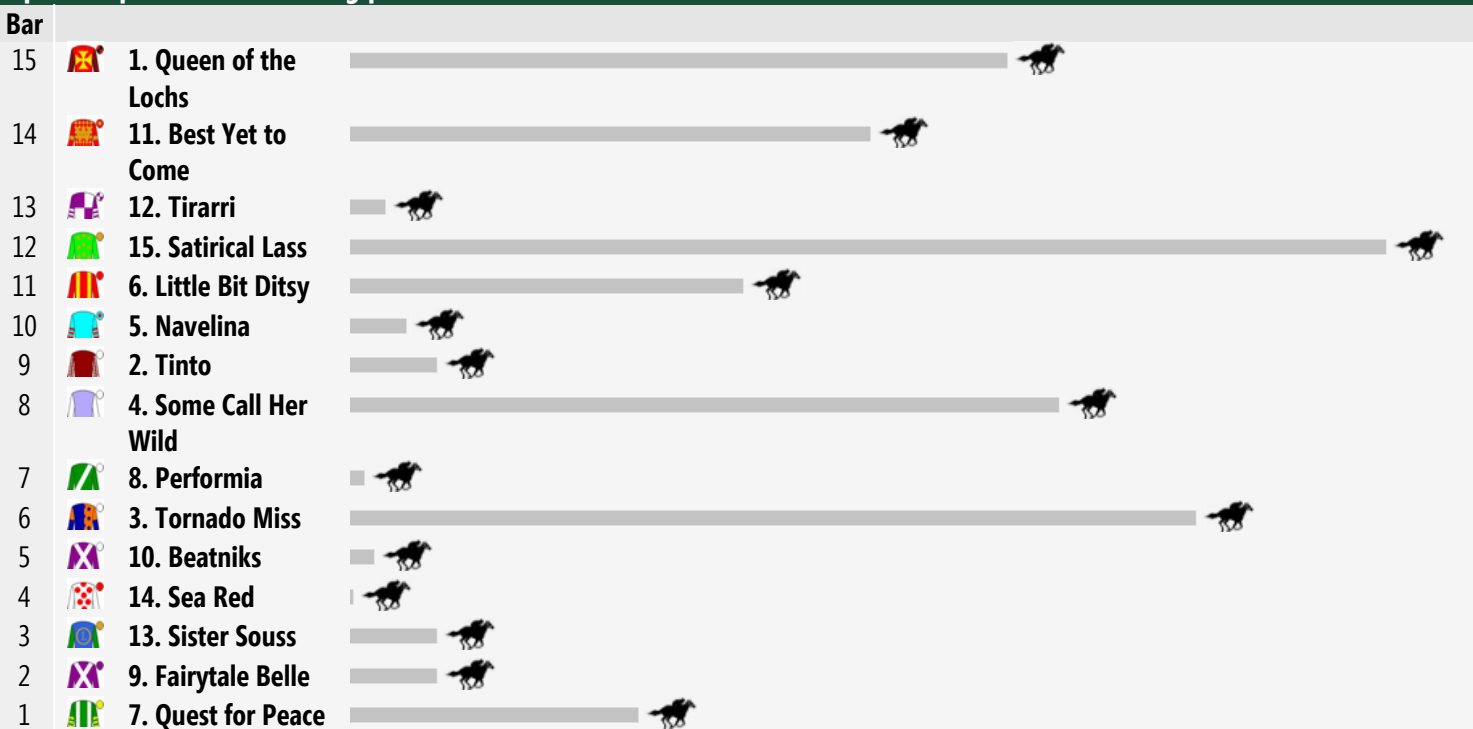 Bar
15 1. Queen of the
Lochs
14 11. Best Yet to
Come
13 12. Tirarri
12 15. Satirical Lass
11 6. Little Bit Ditsy
10 5. Navelina
9 2. Tinto
8 4. Some Call Her
Wild
7 8. Performia
6 3. Tornado Miss
5 10. Beatniks
4 14. Sea Red
3 13. Sister Souss
2 9. Fairytale Belle
1 7. Quest for Peace